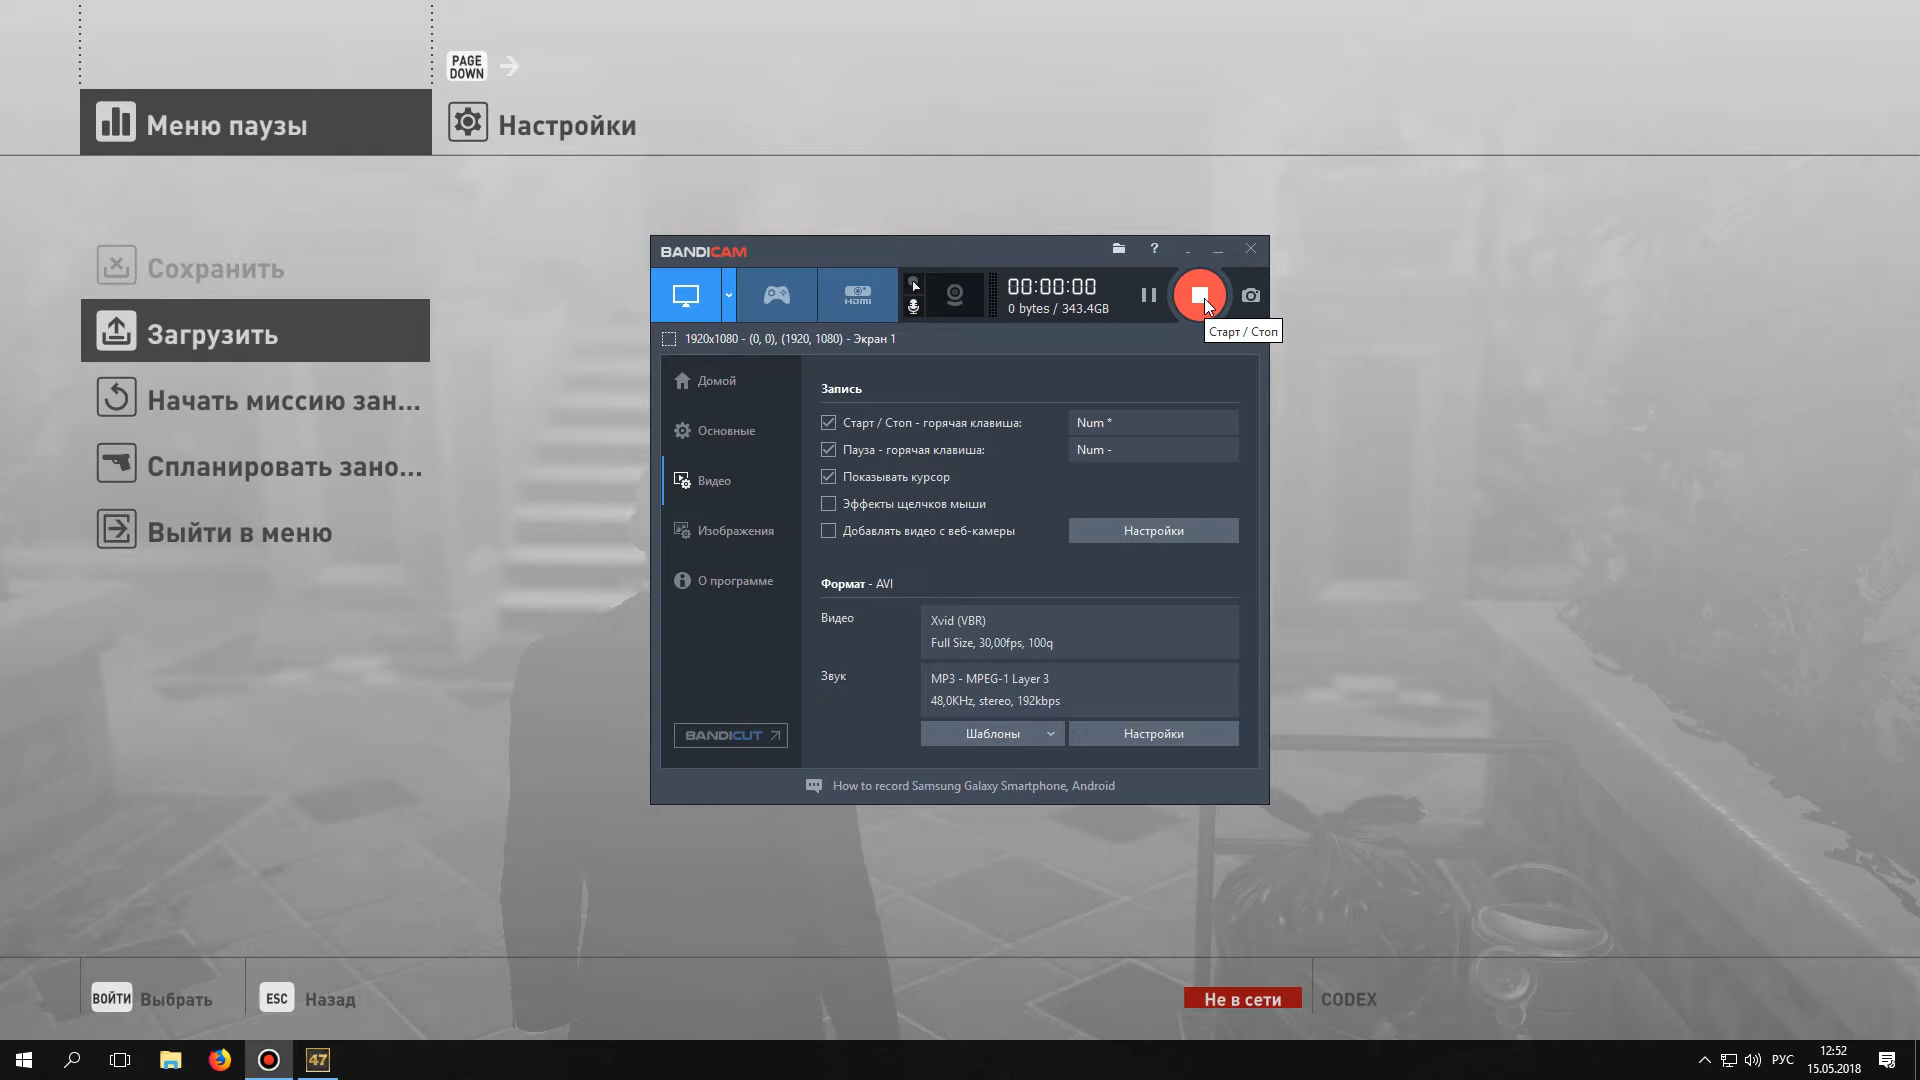 PAGE DOWN
Меню паузы
Настройки
Сохранить
Загрузить
Начать миссию зан...
Спланировать зано...
Выйти в меню
BANDICAM
?
HDMI
00:00:00
0 bytes / 343.4GB
Старт / Стоп
1920x1080 - (0, 0), (1920, 1080) - Экран 1
Домой
Основные
Видео
Изображения
О программе
BANDICUT
Запись
Старт / Стоп - горячая клавиша:
Num *
Пауза - горячая клавиша:
Num -
Показывать курсор
Эффекты щелчков мыши
Добавлять видео с веб-камеры
Настройки
Формат - AVI
Видео
Xvid (VBR)
Full Size, 30,00fps, 100q
Звук
MP3 - MPEG-1 Layer 3
48,0KHz, stereo, 192kbps
Шаблоны
Настройки
How to record Samsung Galaxy Smartphone, Android
ВОЙТИ Выбрать
ESC Назад
Не в сети
CODEX
47
РУС
12:52
15.05.2018